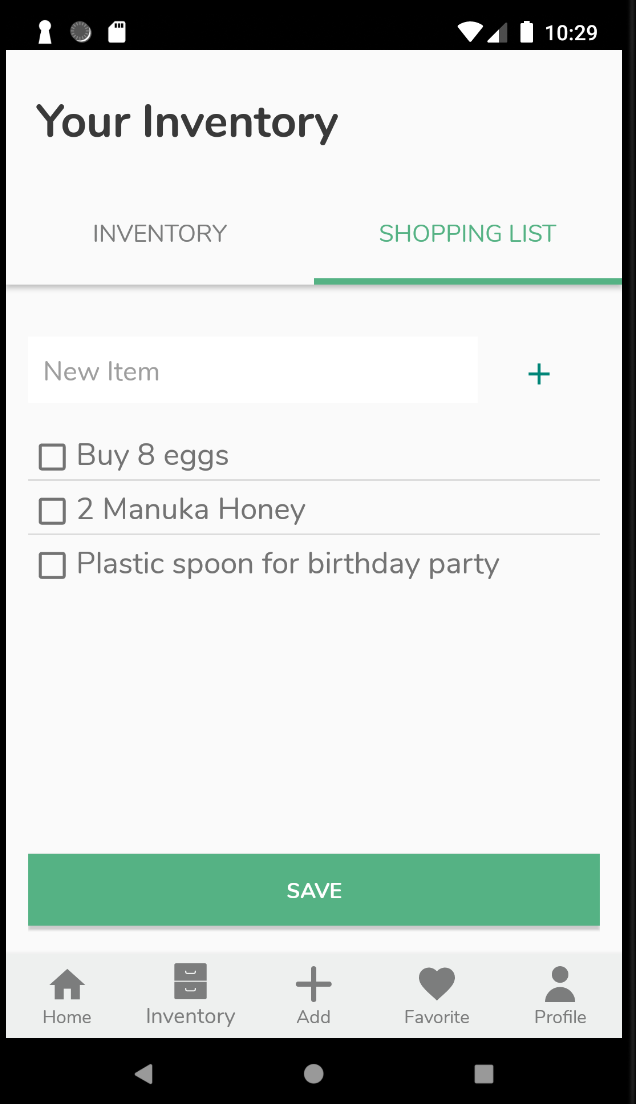 10:29
Your Inventory
INVENTORY SHOPPING LIST
New Item
Buy 8 eggs
2 Manuka Honey
Plastic spoon for birthday party
SAVE
Home Inventory Add Favorite Profile